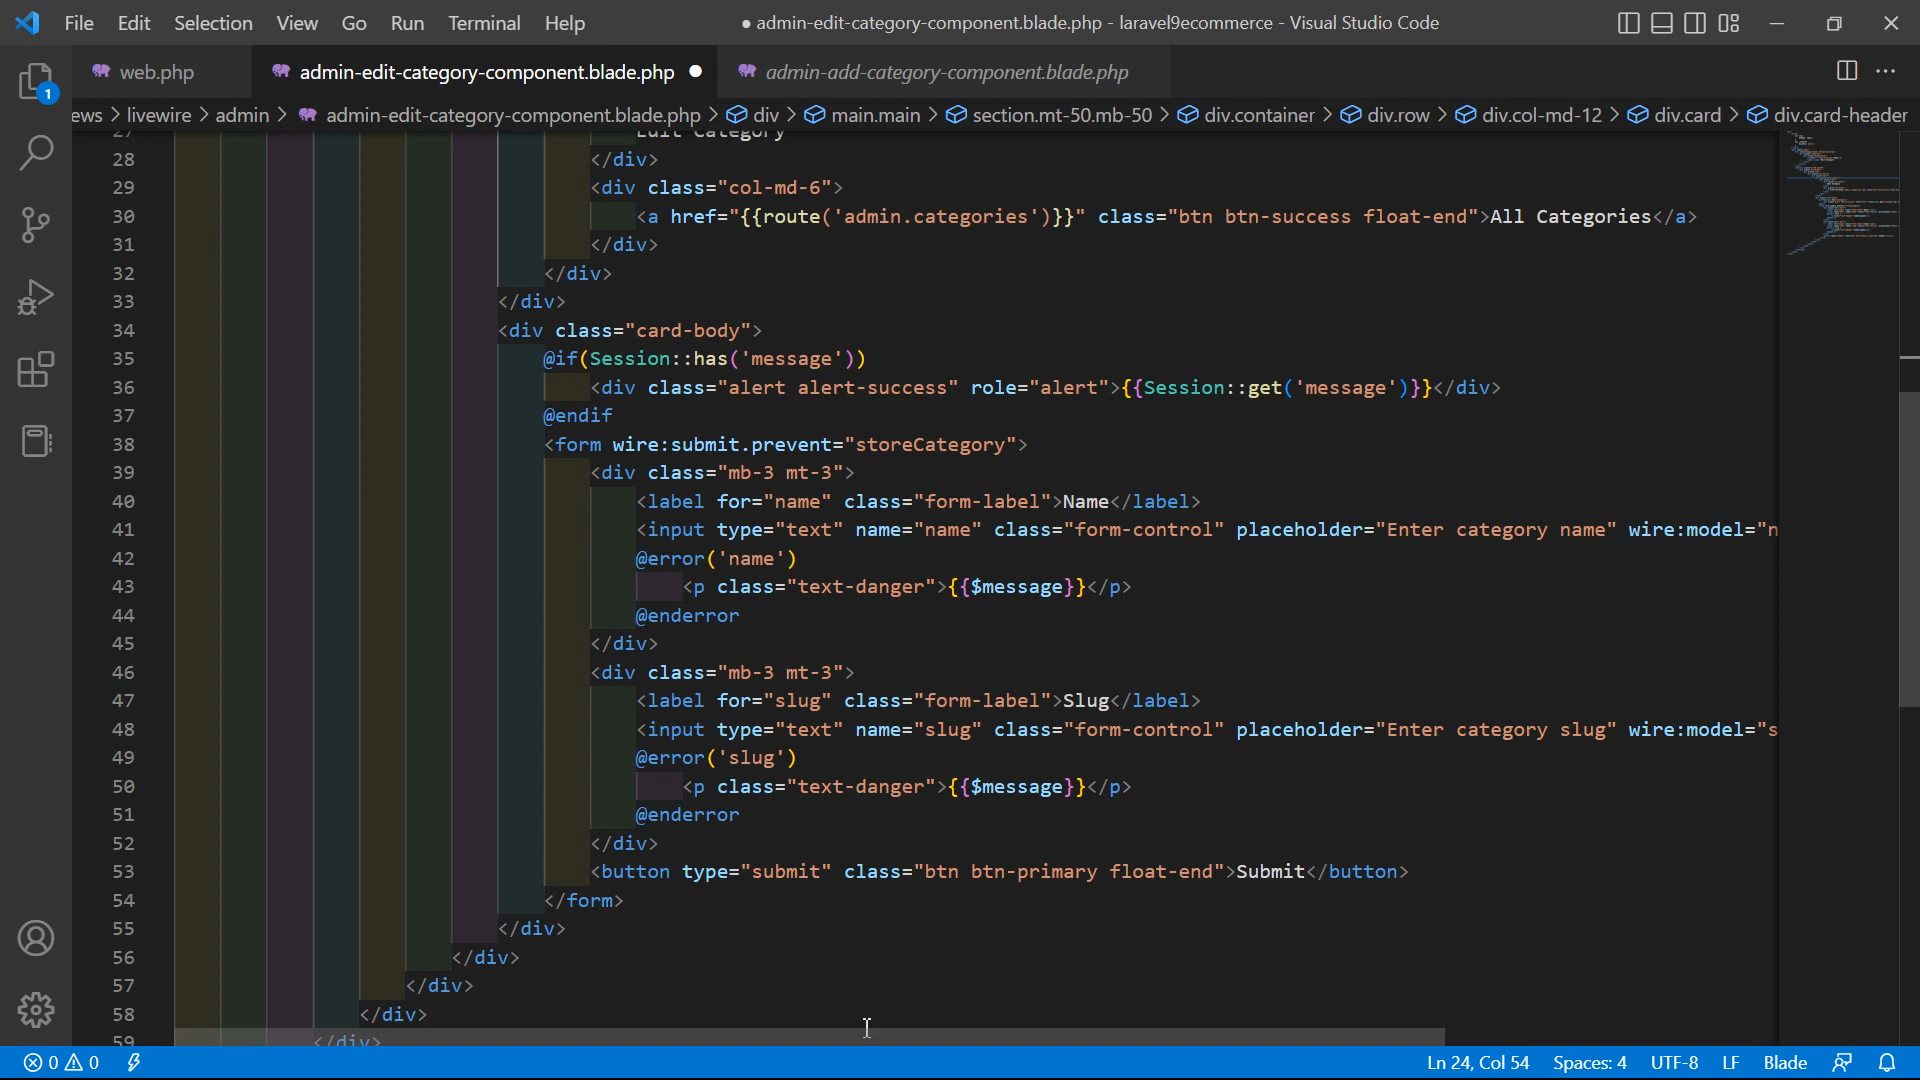 File Edit Selection View Go Run Terminal Help
● admin-edit-category-component.blade.php - laravel9ecommerce - Visual Studio Code
web.php
admin-edit-category-component.blade.php ●
admin-add-category-component.blade.php
ews > livewire > admin > admin-edit-category-component.blade.php > div > main.main > section.mt-50.mb-50 > div.container > div.row > div.col-md-12 > div.card > div.card-header
1
27 Edit Category
28 </div>
29 <div class="col-md-6">
30 <a href="{{route('admin.categories')}}" class="btn btn-success float-end">All Categories</a>
31 </div>
32 </div>
33 </div>
34 <div class="card-body">
35 @if(Session::has('message'))
36 <div class="alert alert-success" role="alert">{{Session::get('message')}}</div>
37 @endif
38 <form wire:submit.prevent="storeCategory">
39 <div class="mb-3 mt-3">
40 <label for="name" class="form-label">Name</label>
41 <input type="text" name="name" class="form-control" placeholder="Enter category name" wire:model="n
42 @error('name')
43 <p class="text-danger">{{$message}}</p>
44 @enderror
45 </div>
46 <div class="mb-3 mt-3">
47 <label for="slug" class="form-label">Slug</label>
48 <input type="text" name="slug" class="form-control" placeholder="Enter category slug" wire:model="s
49 @error('slug')
50 <p class="text-danger">{{$message}}</p>
51 @enderror
52 </div>
53 <button type="submit" class="btn btn-primary float-end">Submit</button>
54 </form>
55 </div>
56 </div>
57 </div>
58 </div>
59 </div>
0 0
Ln 24, Col 54 Spaces: 4 UTF-8 LF Blade